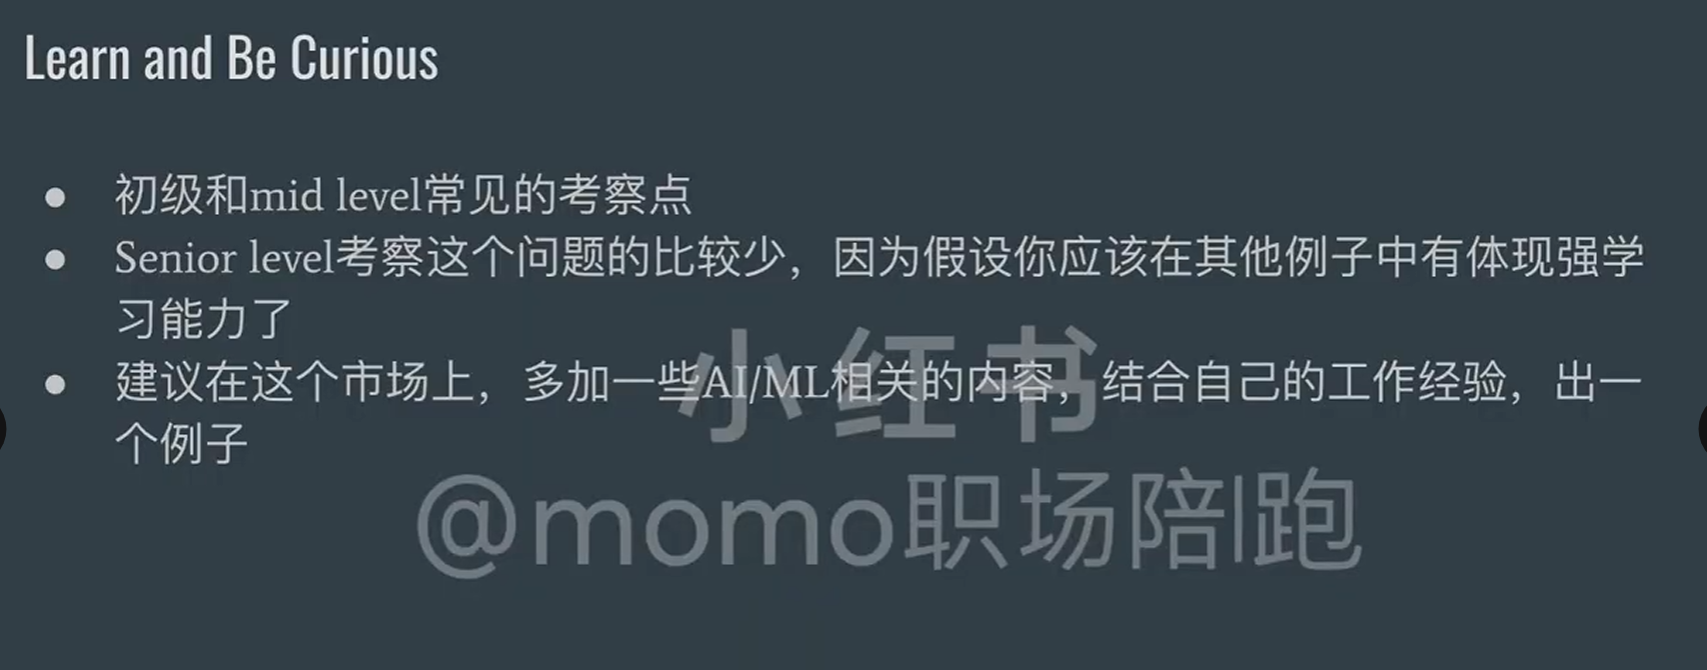 Learn and Be Curious
● 初级和mid level常见的考察点
● Senior level考察这个问题的比较少，因为假设你应该在其他例子中有体现强学
习能力了
● 建议在这个市场上，多加一些AI/ML相关的内容，结合自己的工作经验，出一
个例子
小红书
@momo职场陪跑